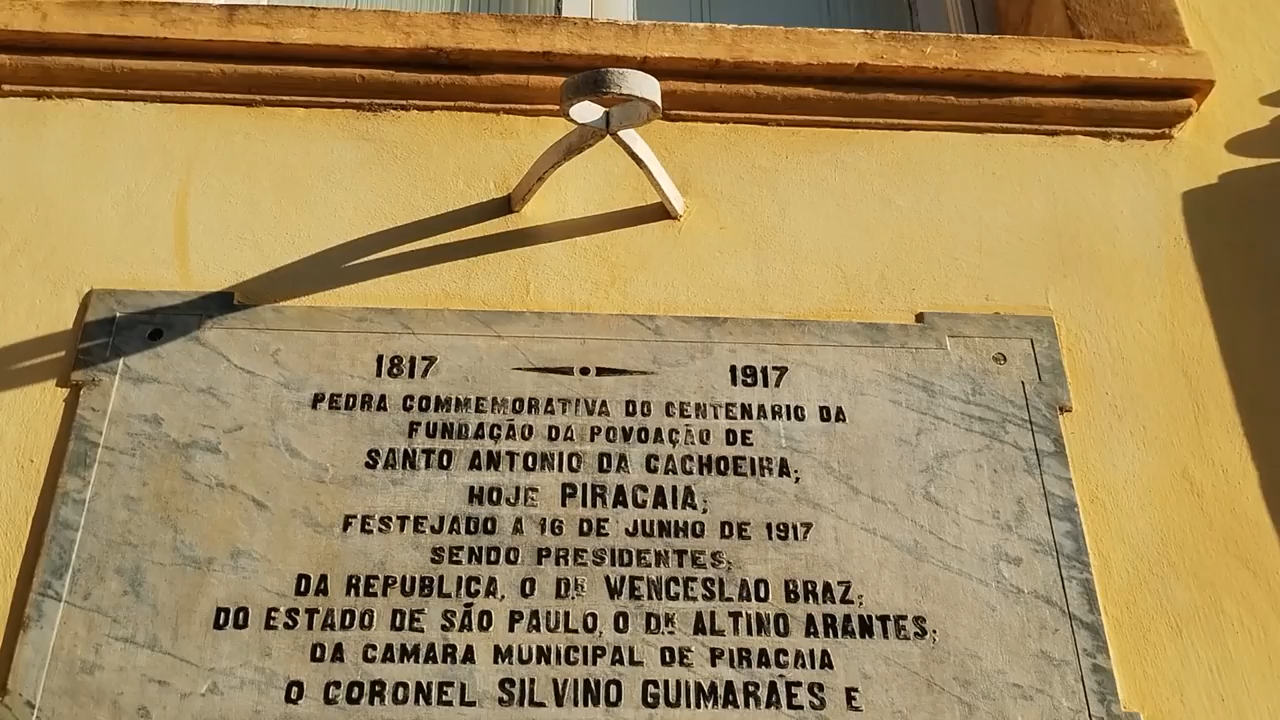 1817 1917
PEDRA COMMEMORATIVA DO CENTENARIO DA
FUNDAÇÃO DA POVOAÇÃO DE
SANTO ANTONIO DA CACHOEIRA;
HOJE PIRACAIA;
FESTEJADO A 16 DE JUNHO DE 1917
SENDO PRESIDENTES;
DA REPUBLICA, O DR WENCESLAO BRAZ;
DO ESTADO DE SÃO PAULO, O DR ALTINO ARANTES;
DA CAMARA MUNICIPAL DE PIRACAIA
O CORONEL SILVINO GUIMARÃES E